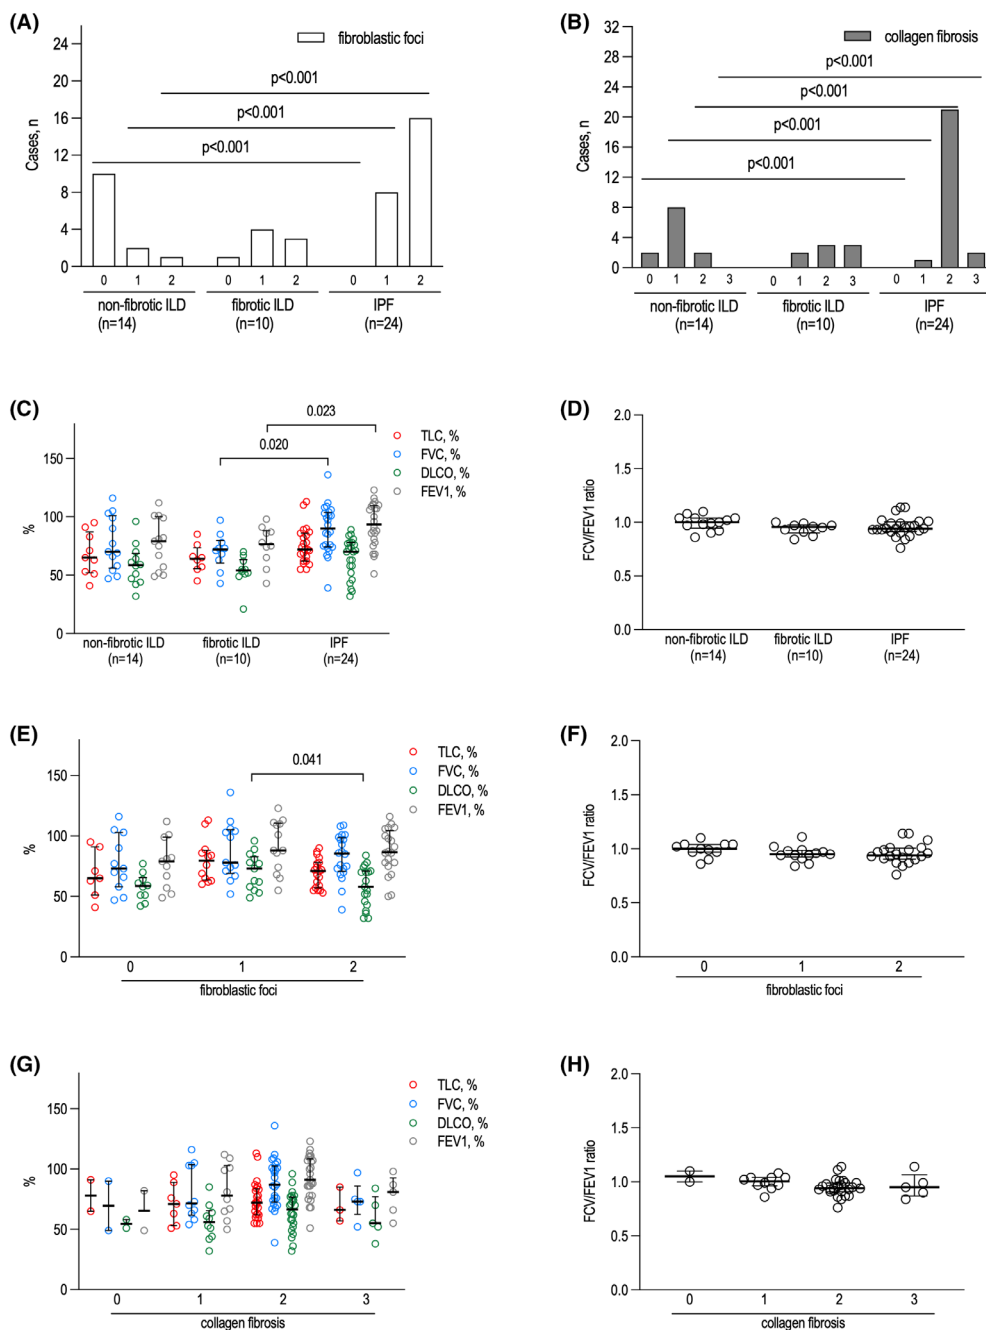 (A)
fibroblastic foci
Cases, n
24
20
16
12
8
4
0
p<0.001
p<0.001
p<0.001
0 1 2 0 1 2 0 1 2
non-fibrotic ILD fibrotic ILD IPF
(n=14) (n=10) (n=24)
(B)
collagen fibrosis
Cases, n
32
28
24
20
16
12
8
4
0
p<0.001
p<0.001
p<0.001
p<0.001
0 1 2 3 0 1 2 3 0 1 2 3
non-fibrotic ILD fibrotic ILD IPF
(n=14) (n=10) (n=24)
(C)
%
150
100
50
0
0.023
0.020
TLC, %
FVC, %
DLCO, %
FEV1, %
non-fibrotic ILD fibrotic ILD IPF
(n=14) (n=10) (n=24)
(D)
FCV/FEV1 ratio
2.0
1.5
1.0
0.5
0.0
non-fibrotic ILD fibrotic ILD IPF
(n=14) (n=10) (n=24)
(E)
%
150
100
50
0
0.041
TLC, %
FVC, %
DLCO, %
FEV1, %
0 1 2
fibroblastic foci
(F)
FCV/FEV1 ratio
2.0
1.5
1.0
0.5
0.0
0 1 2
fibroblastic foci
(G)
%
150
100
50
0
TLC, %
FVC, %
DLCO, %
FEV1, %
0 1 2 3
collagen fibrosis
(H)
FCV/FEV1 ratio
2.0
1.5
1.0
0.5
0.0
0 1 2 3
collagen fibrosis